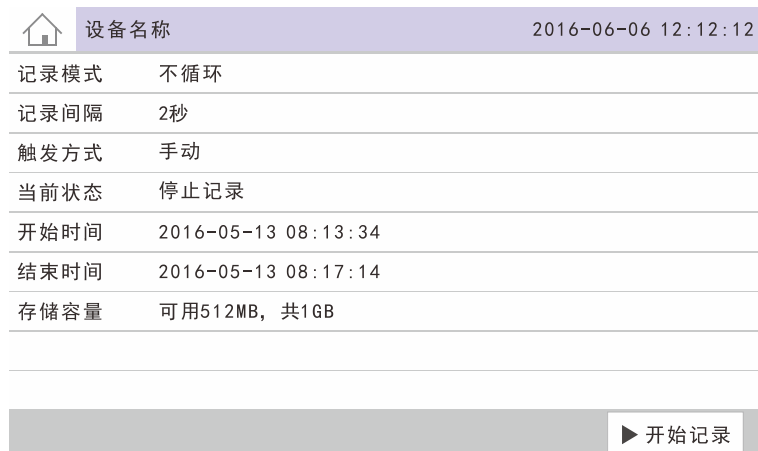 设备名称 2016-06-06 12:12:12
记录模式 不循环
记录间隔 2秒
触发方式 手动
当前状态 停止记录
开始时间 2016-05-13 08:13:34
结束时间 2016-05-13 08:17:14
存储容量 可用512MB，共1GB
▶开始记录